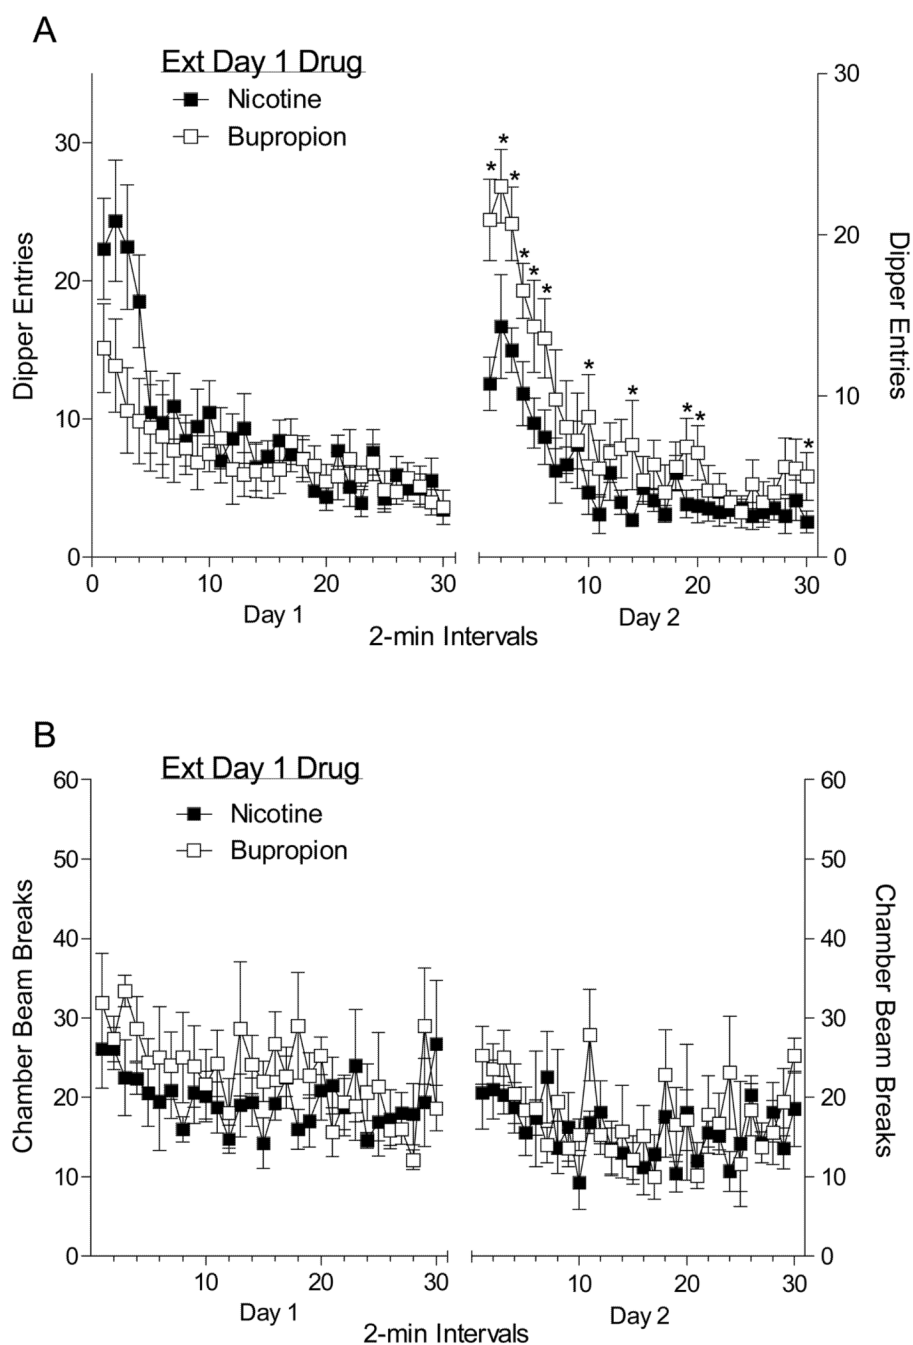 A
Ext Day 1 Drug
Nicotine
Bupropion
30
20
10
0
Dipper Entries
0 10 20 30
Day 1
* * * * * * * * * * *
30
20
10
0
Dipper Entries
10 20 30
Day 2
2-min Intervals
B
Ext Day 1 Drug
Nicotine
Bupropion
60
50
40
30
20
10
0
Chamber Beam Breaks
10 20 30
Day 1
60
50
40
30
20
10
0
Chamber Beam Breaks
10 20 30
Day 2
2-min Intervals